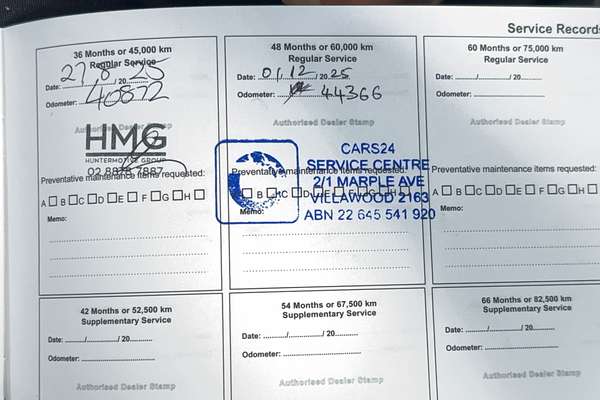 Service Records
36 Months or 45,000 km
Regular Service
Date: 27/8/2025
Odometer: 40872
Authorised Dealer Stamp
HMG
HUNTERMOTIVE GROUP
Preventative maintenance items requested:
A B C D E F G H
Memo:
48 Months or 60,000 km
Regular Service
Date: 01/12/2025
Odometer: 44366
Authorised Dealer Stamp
CARS24
SERVICE CENTRE
2/1 MARPLE AVE
VILLAWOOD 2163
ABN 22 645 541 920
Preventative maintenance items requested:
A B C D E F G H
Memo:
60 Months or 75,000 km
Regular Service
Date: ........./........./ 20.........
Odometer:
Authorised Dealer Stamp
Preventative maintenance items requested:
A B C D E F G H
Memo:
42 Months or 52,500 km
Supplementary Service
Date: ........./........./ 20.........
Odometer:
Authorised Dealer Stamp
54 Months or 67,500 km
Supplementary Service
Date: ........./........./ 20.........
Odometer:
Authorised Dealer Stamp
66 Months or 82,500 km
Supplementary Service
Date: ........./........./ 20.........
Odometer:
Authorised Dealer Stamp